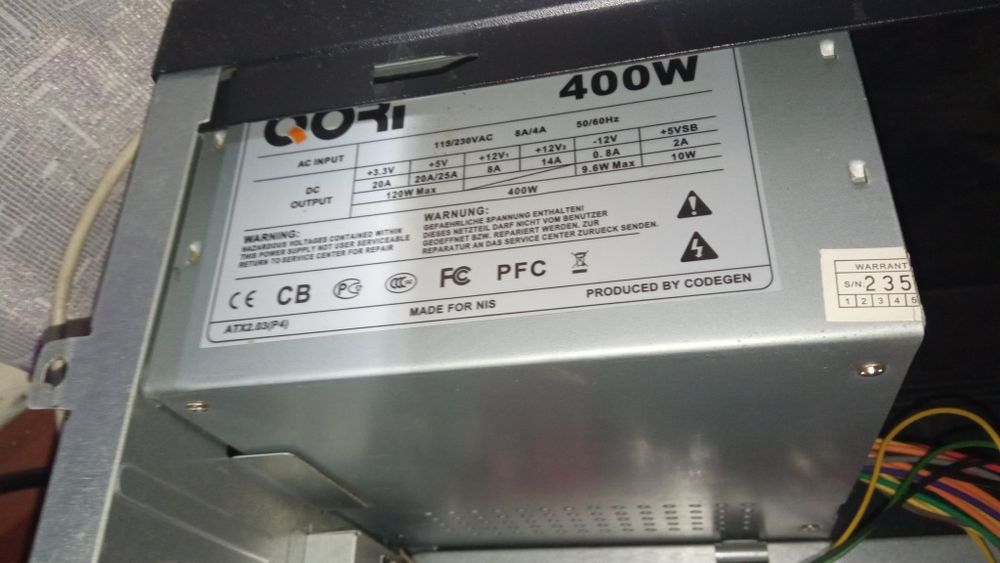 QORI 400W
AC INPUT 115/230VAC 8A/4A 50/60Hz
DC OUTPUT +3.3V +5V +12V₁ +12V₂ -12V +5VSB
20A 20A/25A 8A 14A 0.8A 2A
120W Max 400W 9.6W Max 10W
WARNING:
HAZARDOUS VOLTAGES CONTAINED WITHIN
THIS POWER SUPPLY NOT USER SERVICEABLE
RETURN TO SERVICE CENTER FOR REPAIR
WARNUNG:
GEFAEHRLICHE SPANNUNG ENTHALTEN!
DIESES NETZTEIL DARF NICHT VOM BENUTZER
GEOEFFNET BZW. REPARIERT WERDEN. ZUR
REPARATUR AN DAS SERVICE CENTER ZURUECK SENDEN.
CE CB PC CCC FC PFC
ATX2.03(P4) MADE FOR NIS PRODUCED BY CODEGEN
WARRANT
S/N: 235
1 2 3 4 5